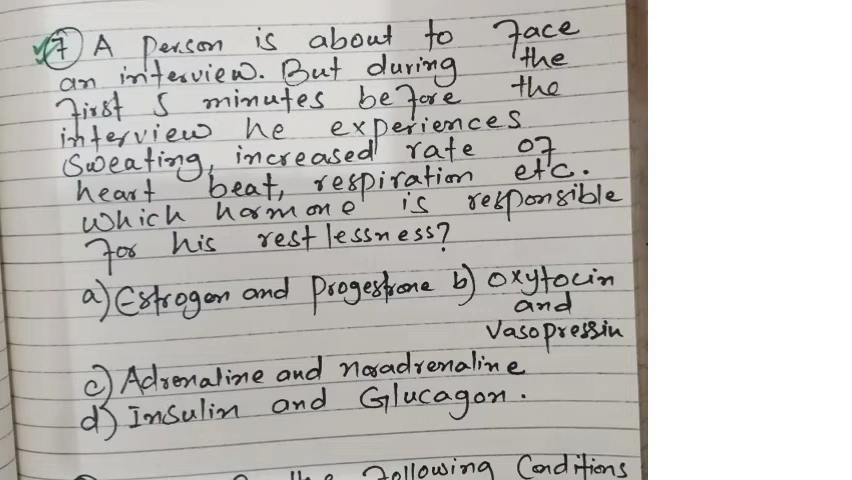 7 A person is about to face
an interview. But during the
first 5 minutes before the
interview he experiences
sweating, increased rate of
heart beat, respiration etc.
Which hormone is responsible
for his restlessness?
a) Estrogen and Progestrone b) Oxytocin
and
Vasopressin
c) Adrenaline and noradrenaline
d) Insulin and Glucagon.
the following Conditions